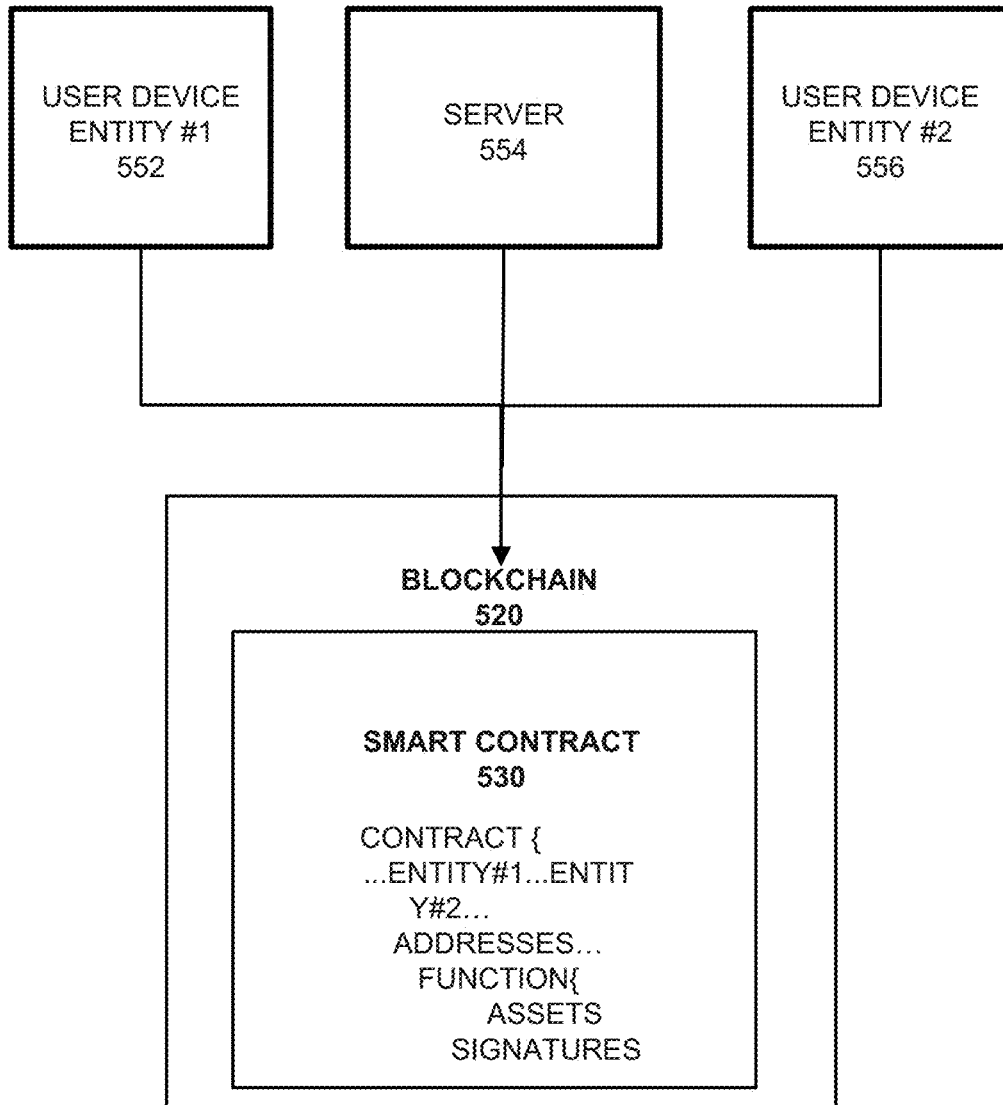 USER DEVICE
ENTITY #1
552
SERVER
554
USER DEVICE
ENTITY #2
556
BLOCKCHAIN
520
SMART CONTRACT
530
CONTRACT {
...ENTITY#1...ENTIT
Y#2...
ADDRESSES...
FUNCTION{
ASSETS
SIGNATURES